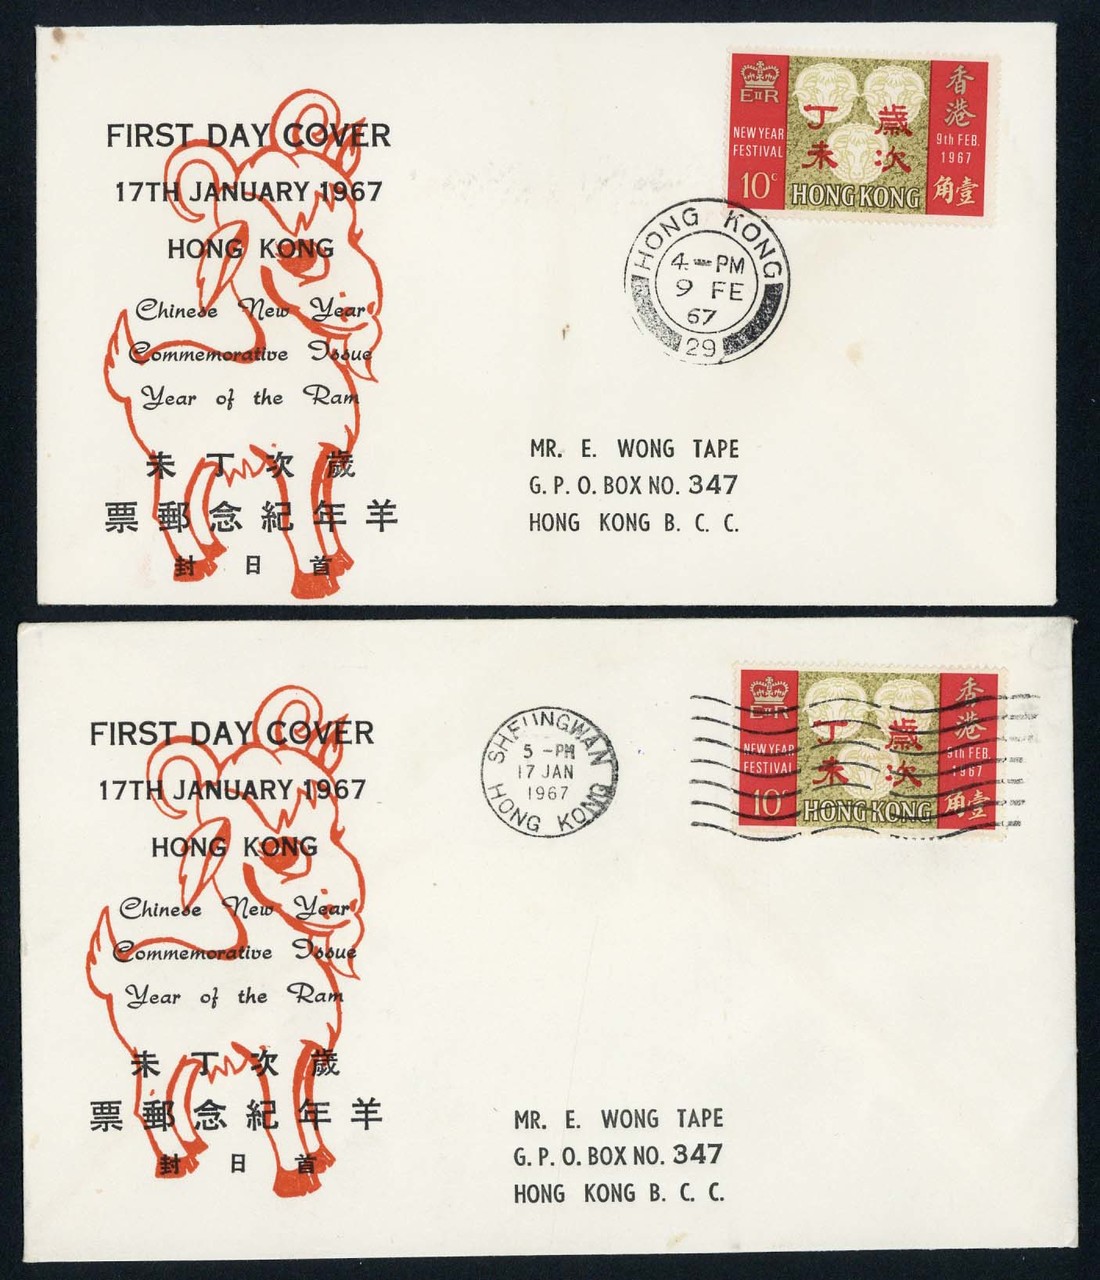 FIRST DAY COVER
17TH JANUARY 1967
HONG KONG
Chinese New Year
Commemorative Issue
Year of the Ram
歲次丁未
羊年紀念郵票
首日封
EIIR
NEW YEAR
FESTIVAL
10c
歲次
丁未
HONG KONG
香港
9th FEB.
1967
壹角
HONG KONG
4-PM
9 FE
67
29
MR. E. WONG TAPE
G. P. O. BOX NO. 347
HONG KONG B. C. C.
FIRST DAY COVER
17TH JANUARY 1967
HONG KONG
Chinese New Year
Commemorative Issue
Year of the Ram
歲次丁未
羊年紀念郵票
首日封
SHEUNGWAN
5 -PM
17 JAN
1967
HONG KONG
EIIR
NEW YEAR
FESTIVAL
10c
歲次
丁未
HONG KONG
香港
9th FEB.
1967
壹角
MR. E. WONG TAPE
G. P. O. BOX NO. 347
HONG KONG B. C. C.